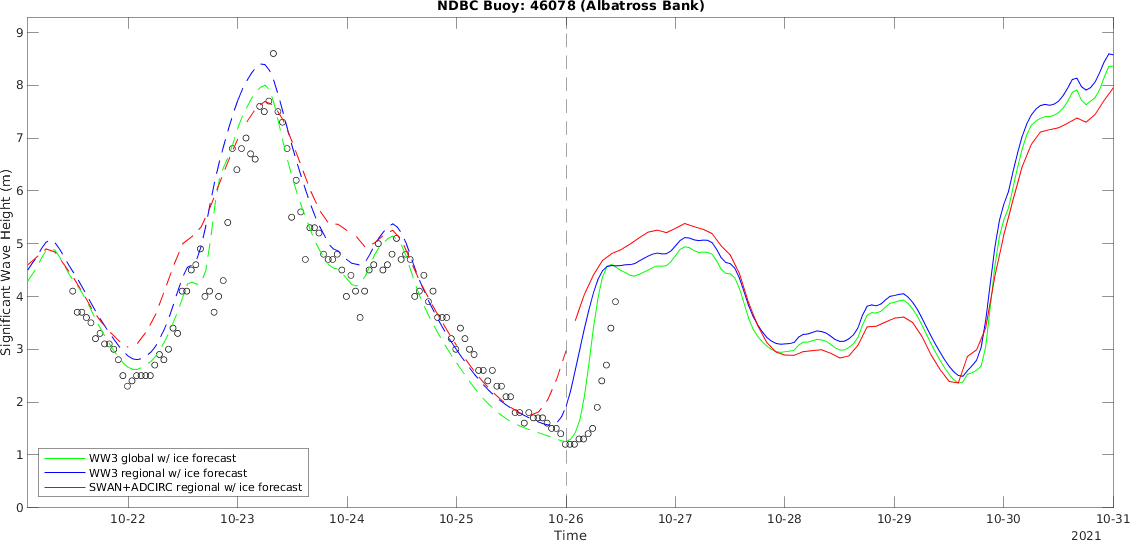 NDBC Buoy: 46078 (Albatross Bank)
Significant Wave Height (m)
9
8
7
6
5
4
3
2
1
0
WW3 global w/ ice forecast
WW3 regional w/ ice forecast
SWAN+ADCIRC regional w/ ice forecast
10-22 10-23 10-24 10-25 10-26 10-27 10-28 10-29 10-30 10-31
Time
2021